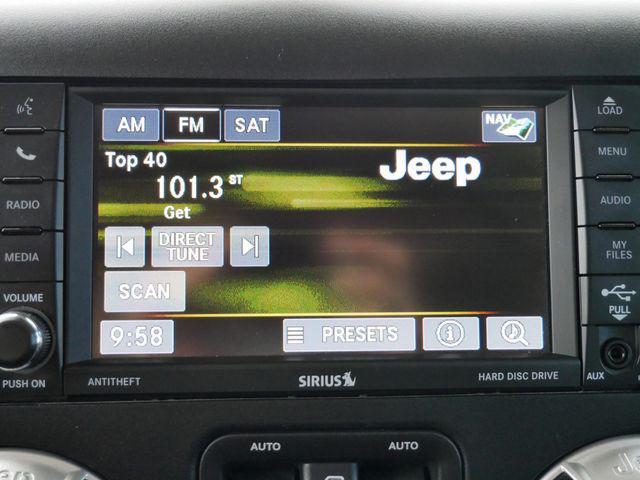 AM FM SAT NAV
Top 40
Jeep
101.3 ST
Get
DIRECT
TUNE
SCAN
9:58 PRESETS
RADIO
MEDIA
VOLUME
PUSH ON
LOAD
MENU
AUDIO
MY
FILES
PULL
AUX
ANTITHEFT SIRIUS HARD DISC DRIVE
AUTO AUTO